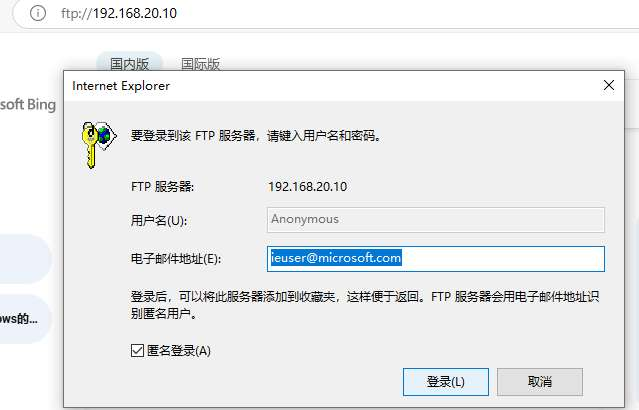 ftp://192.168.20.10
国内版
国际版
soft Bing
Internet Explorer
要登录到该 FTP 服务器，请键入用户名和密码。
FTP 服务器:
192.168.20.10
用户名(U):
Anonymous
电子邮件地址(E):
ieuser@microsoft.com
登录后，可以将此服务器添加到收藏夹，这样便于返回。FTP 服务器会用电子邮件地址识
别匿名用户。
ows的...
匿名登录(A)
登录(L)
取消